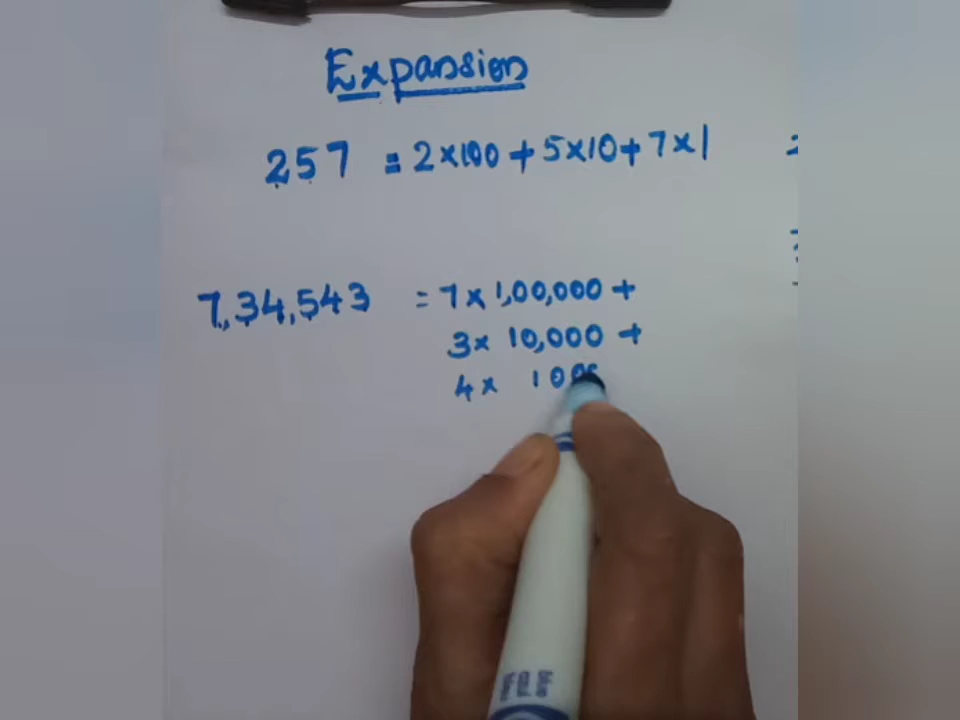 Expansion
257 = 2×100 + 5×10 + 7×1
7,34,543 = 7 × 1,00,000 +
3 × 10,000 +
4 × 1000